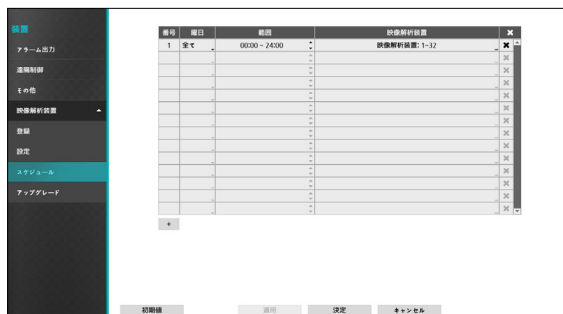 装置
アラーム出力
遠隔制御
その他
映像解析装置
登録
設定
スケジュール
アップグレード
番号 曜日 範囲 映像解析装置
1 全て 00:00 ~ 24:00 映像解析装置: 1~32
+
初期値 適用 決定 キャンセル